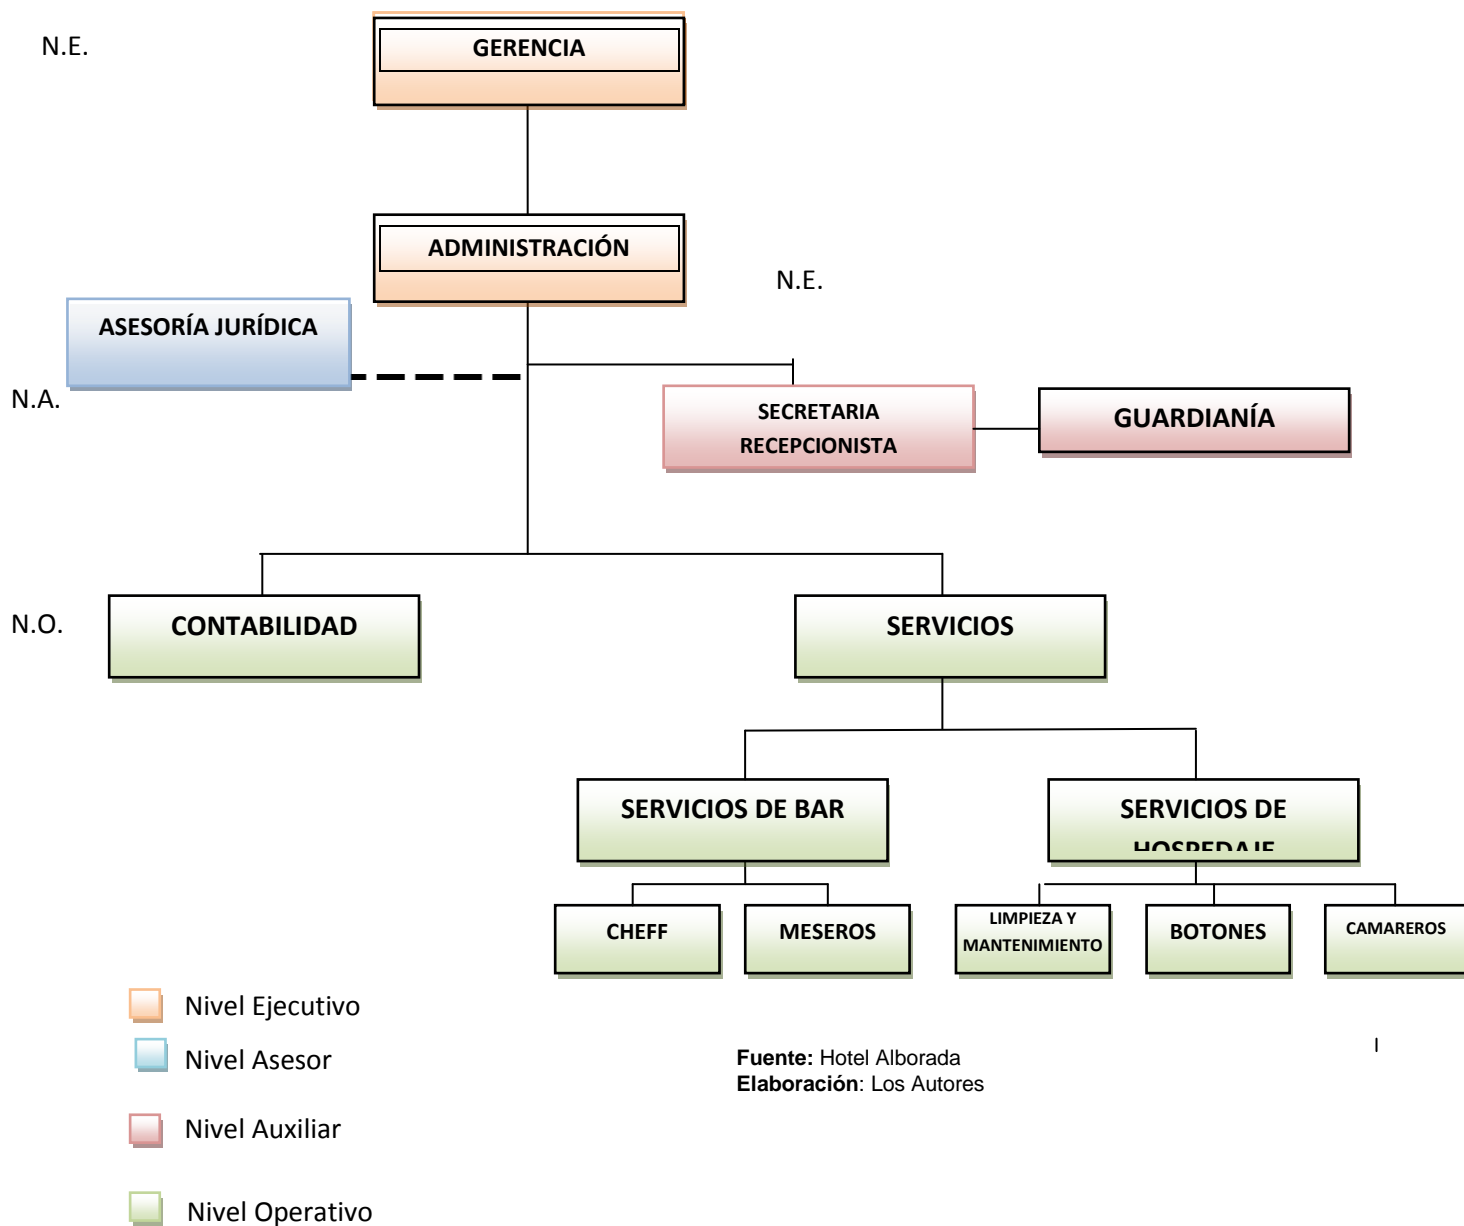 N.E.
GERENCIA
ADMINISTRACIÓN
N.E.
ASESORÍA JURÍDICA
N.A.
SECRETARIA
RECEPCIONISTA
GUARDIANÍA
N.O.
CONTABILIDAD
SERVICIOS
SERVICIOS DE BAR
SERVICIOS DE
HOSPEDAJE
CHEFF
MESEROS
LIMPIEZA Y
MANTENIMIENTO
BOTONES
CAMAREROS
Nivel Ejecutivo
Nivel Asesor
Nivel Auxiliar
Nivel Operativo
Fuente: Hotel Alborada
Elaboración: Los Autores